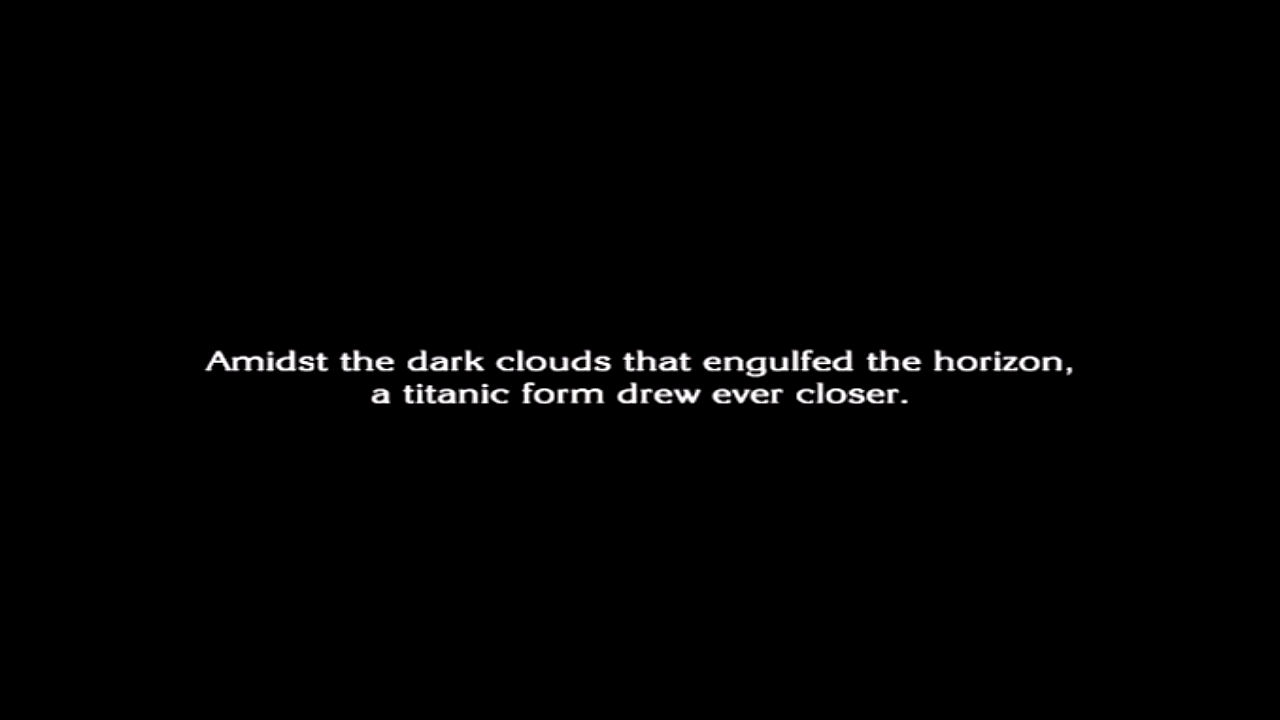 Amidst the dark clouds that engulfed the horizon,
a titanic form drew ever closer.